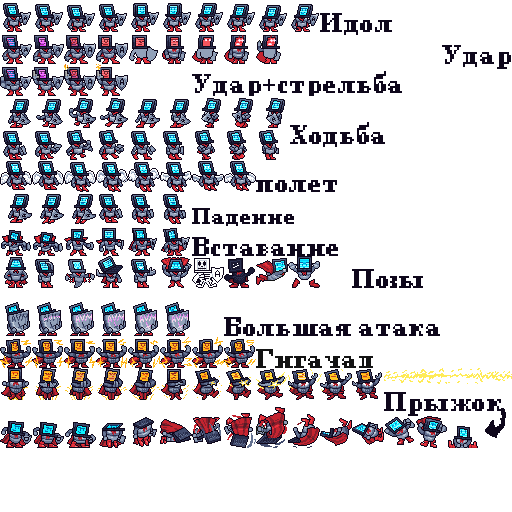 Идол
Удар
Удар+стрельба
Ходьба
полет
Падение
Вставание
Позы
Большая атака
Гигачад
Прыжок